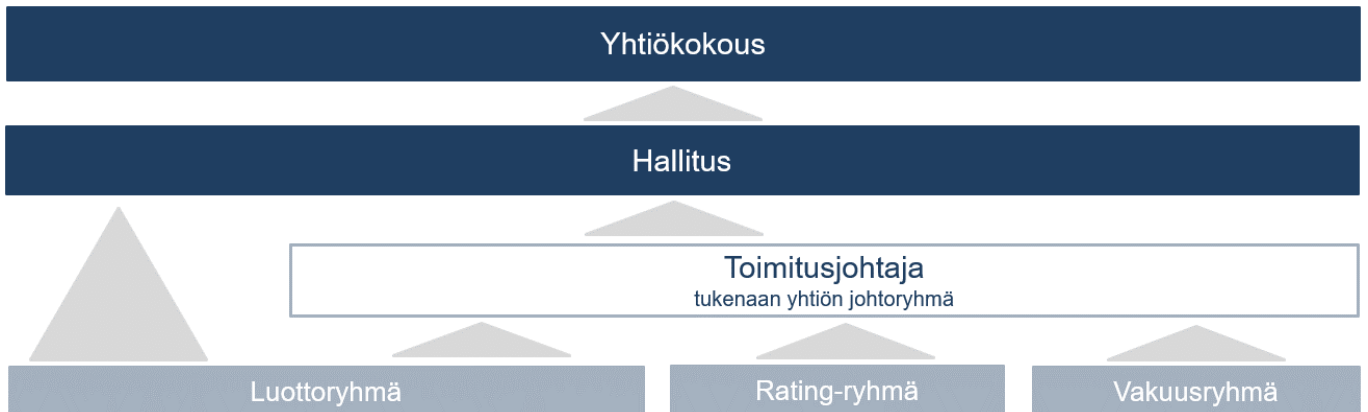 Yhtiökokous
Hallitus
Toimitusjohtaja
tukenaan yhtiön johtoryhmä
Luottoryhmä
Rating-ryhmä
Vakuusryhmä